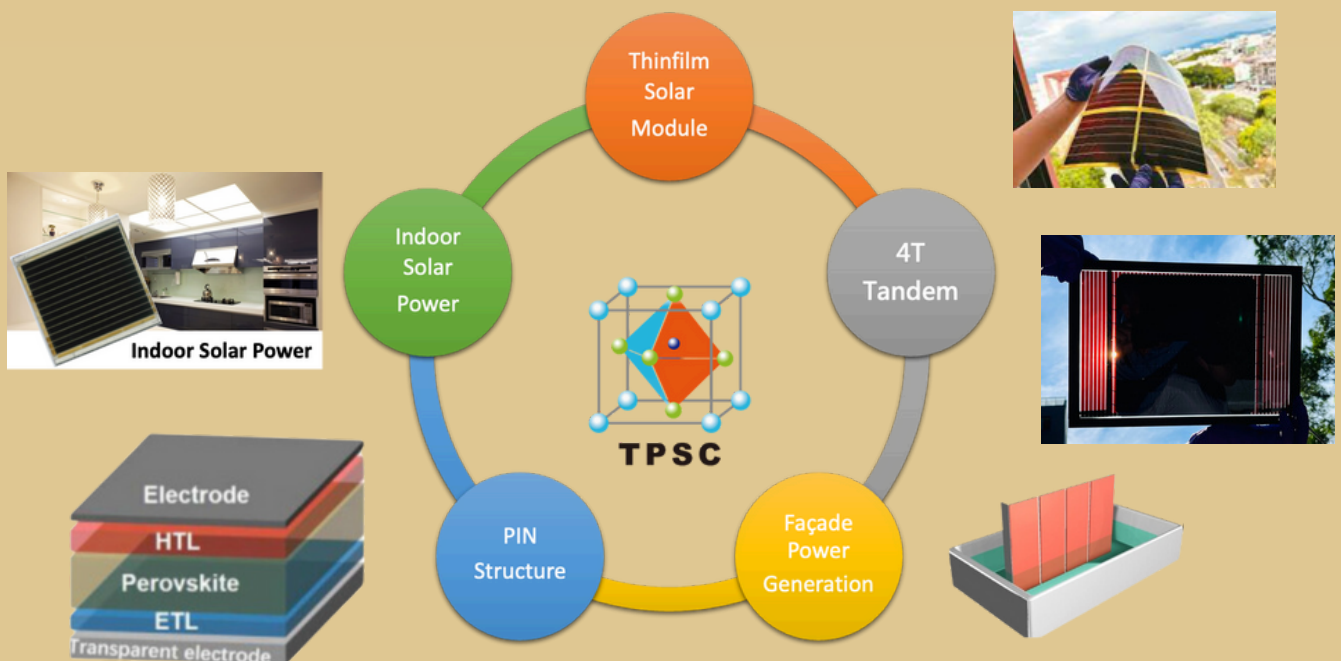 Thinfilm
Solar
Module
Indoor
Solar
Power
4T
Tandem
Indoor Solar Power
TPSC
Electrode
HTL
Perovskite
ETL
Transparent electrode
PIN
Structure
Façade
Power
Generation